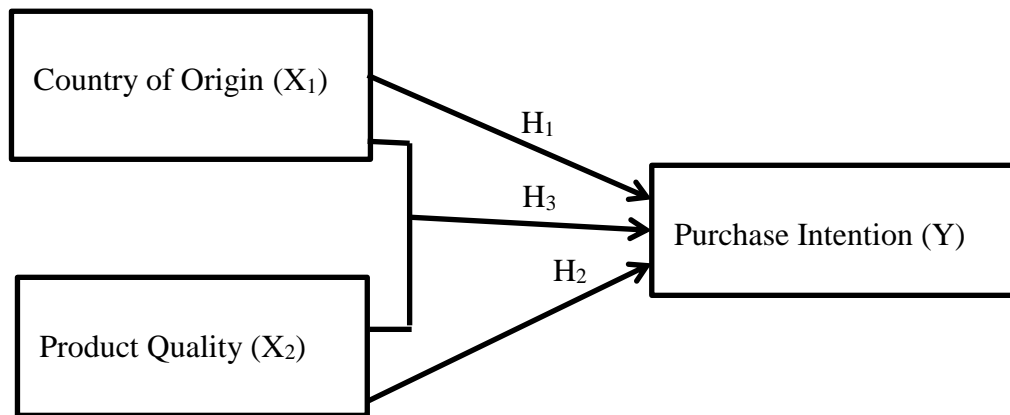 Country of Origin (X₁)
H₁
H₃
Purchase Intention (Y)
H₂
Product Quality (X₂)